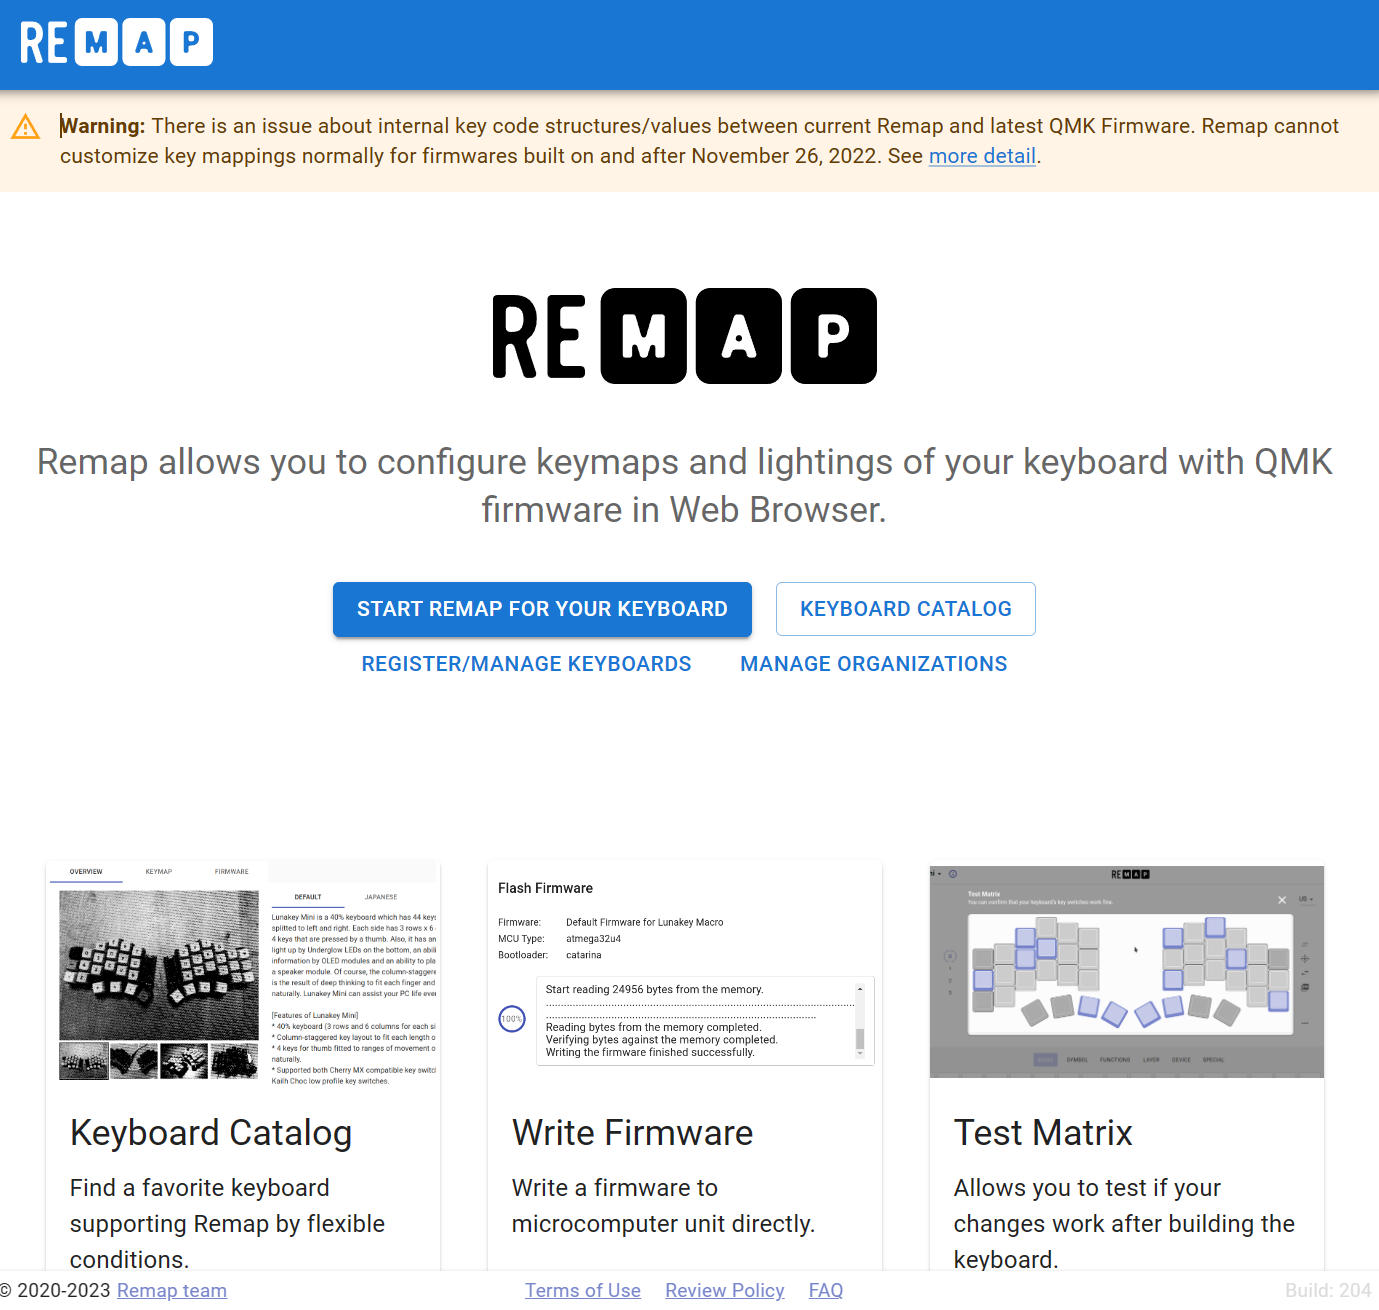 REMAP
Warning: There is an issue about internal key code structures/values between current Remap and latest QMK Firmware. Remap cannot
customize key mappings normally for firmwares built on and after November 26, 2022. See more detail.
REMAP
Remap allows you to configure keymaps and lightings of your keyboard with QMK
firmware in Web Browser.
START REMAP FOR YOUR KEYBOARD
KEYBOARD CATALOG
REGISTER/MANAGE KEYBOARDS
MANAGE ORGANIZATIONS
OVERVIEW KEYMAP FIRMWARE
DEFAULT JAPANESE
Lunakey Mini is a 40% keyboard which has 44 keys
splitted to left and right. Each side has 3 rows x 6
4 keys that are pressed by a thumb. Also, it has an
light up by Underglow LEDs on the bottom, an abili
information by OLED modules and an ability to pla
a speaker module. Of course, the column-staggere
is the result of deep thinking to fit each finger and
naturally. Lunakey Mini can assist your PC life ever
[Features of Lunakey Mini]
* 40% keyboard (3 rows and 6 columns for each si
* Column-staggered key layout to fit each length o
* 4 keys for thumb fitted to ranges of movement o
naturally.
* Supported both Cherry MX compatible key switc
Kailh Choc low profile key switches.
Keyboard Catalog
Find a favorite keyboard
supporting Remap by flexible
conditions.
Flash Firmware
Firmware: Default Firmware for Lunakey Macro
MCU Type: atmega32u4
Bootloader: catarina
100%
Start reading 24956 bytes from the memory.
Reading bytes from the memory completed.
Verifying bytes against the memory completed.
Writing the firmware finished successfully.
Write Firmware
Write a firmware to
microcomputer unit directly.
REMAP
Test Matrix
You can confirm that your keyboard's key switches work fine.
US
SYMBOL FUNCTIONS LAYER DEVICE SPECIAL
Test Matrix
Allows you to test if your
changes work after building the
keyboard.
© 2020-2023 Remap team
Terms of Use Review Policy FAQ
Build: 204